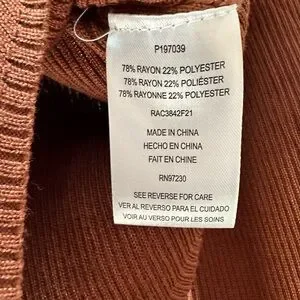 P197039
78% RAYON 22% POLYESTER
78% RAYON 22% POLIÉSTER
78% RAYONNE 22% POLYESTER
RAC3842F21
MADE IN CHINA
HECHO EN CHINA
FAIT EN CHINE
RN97230
SEE REVERSE FOR CARE
VER AL REVERSO PARA EL CUIDADO
VOIR AU VERSO POUR LES SOINS